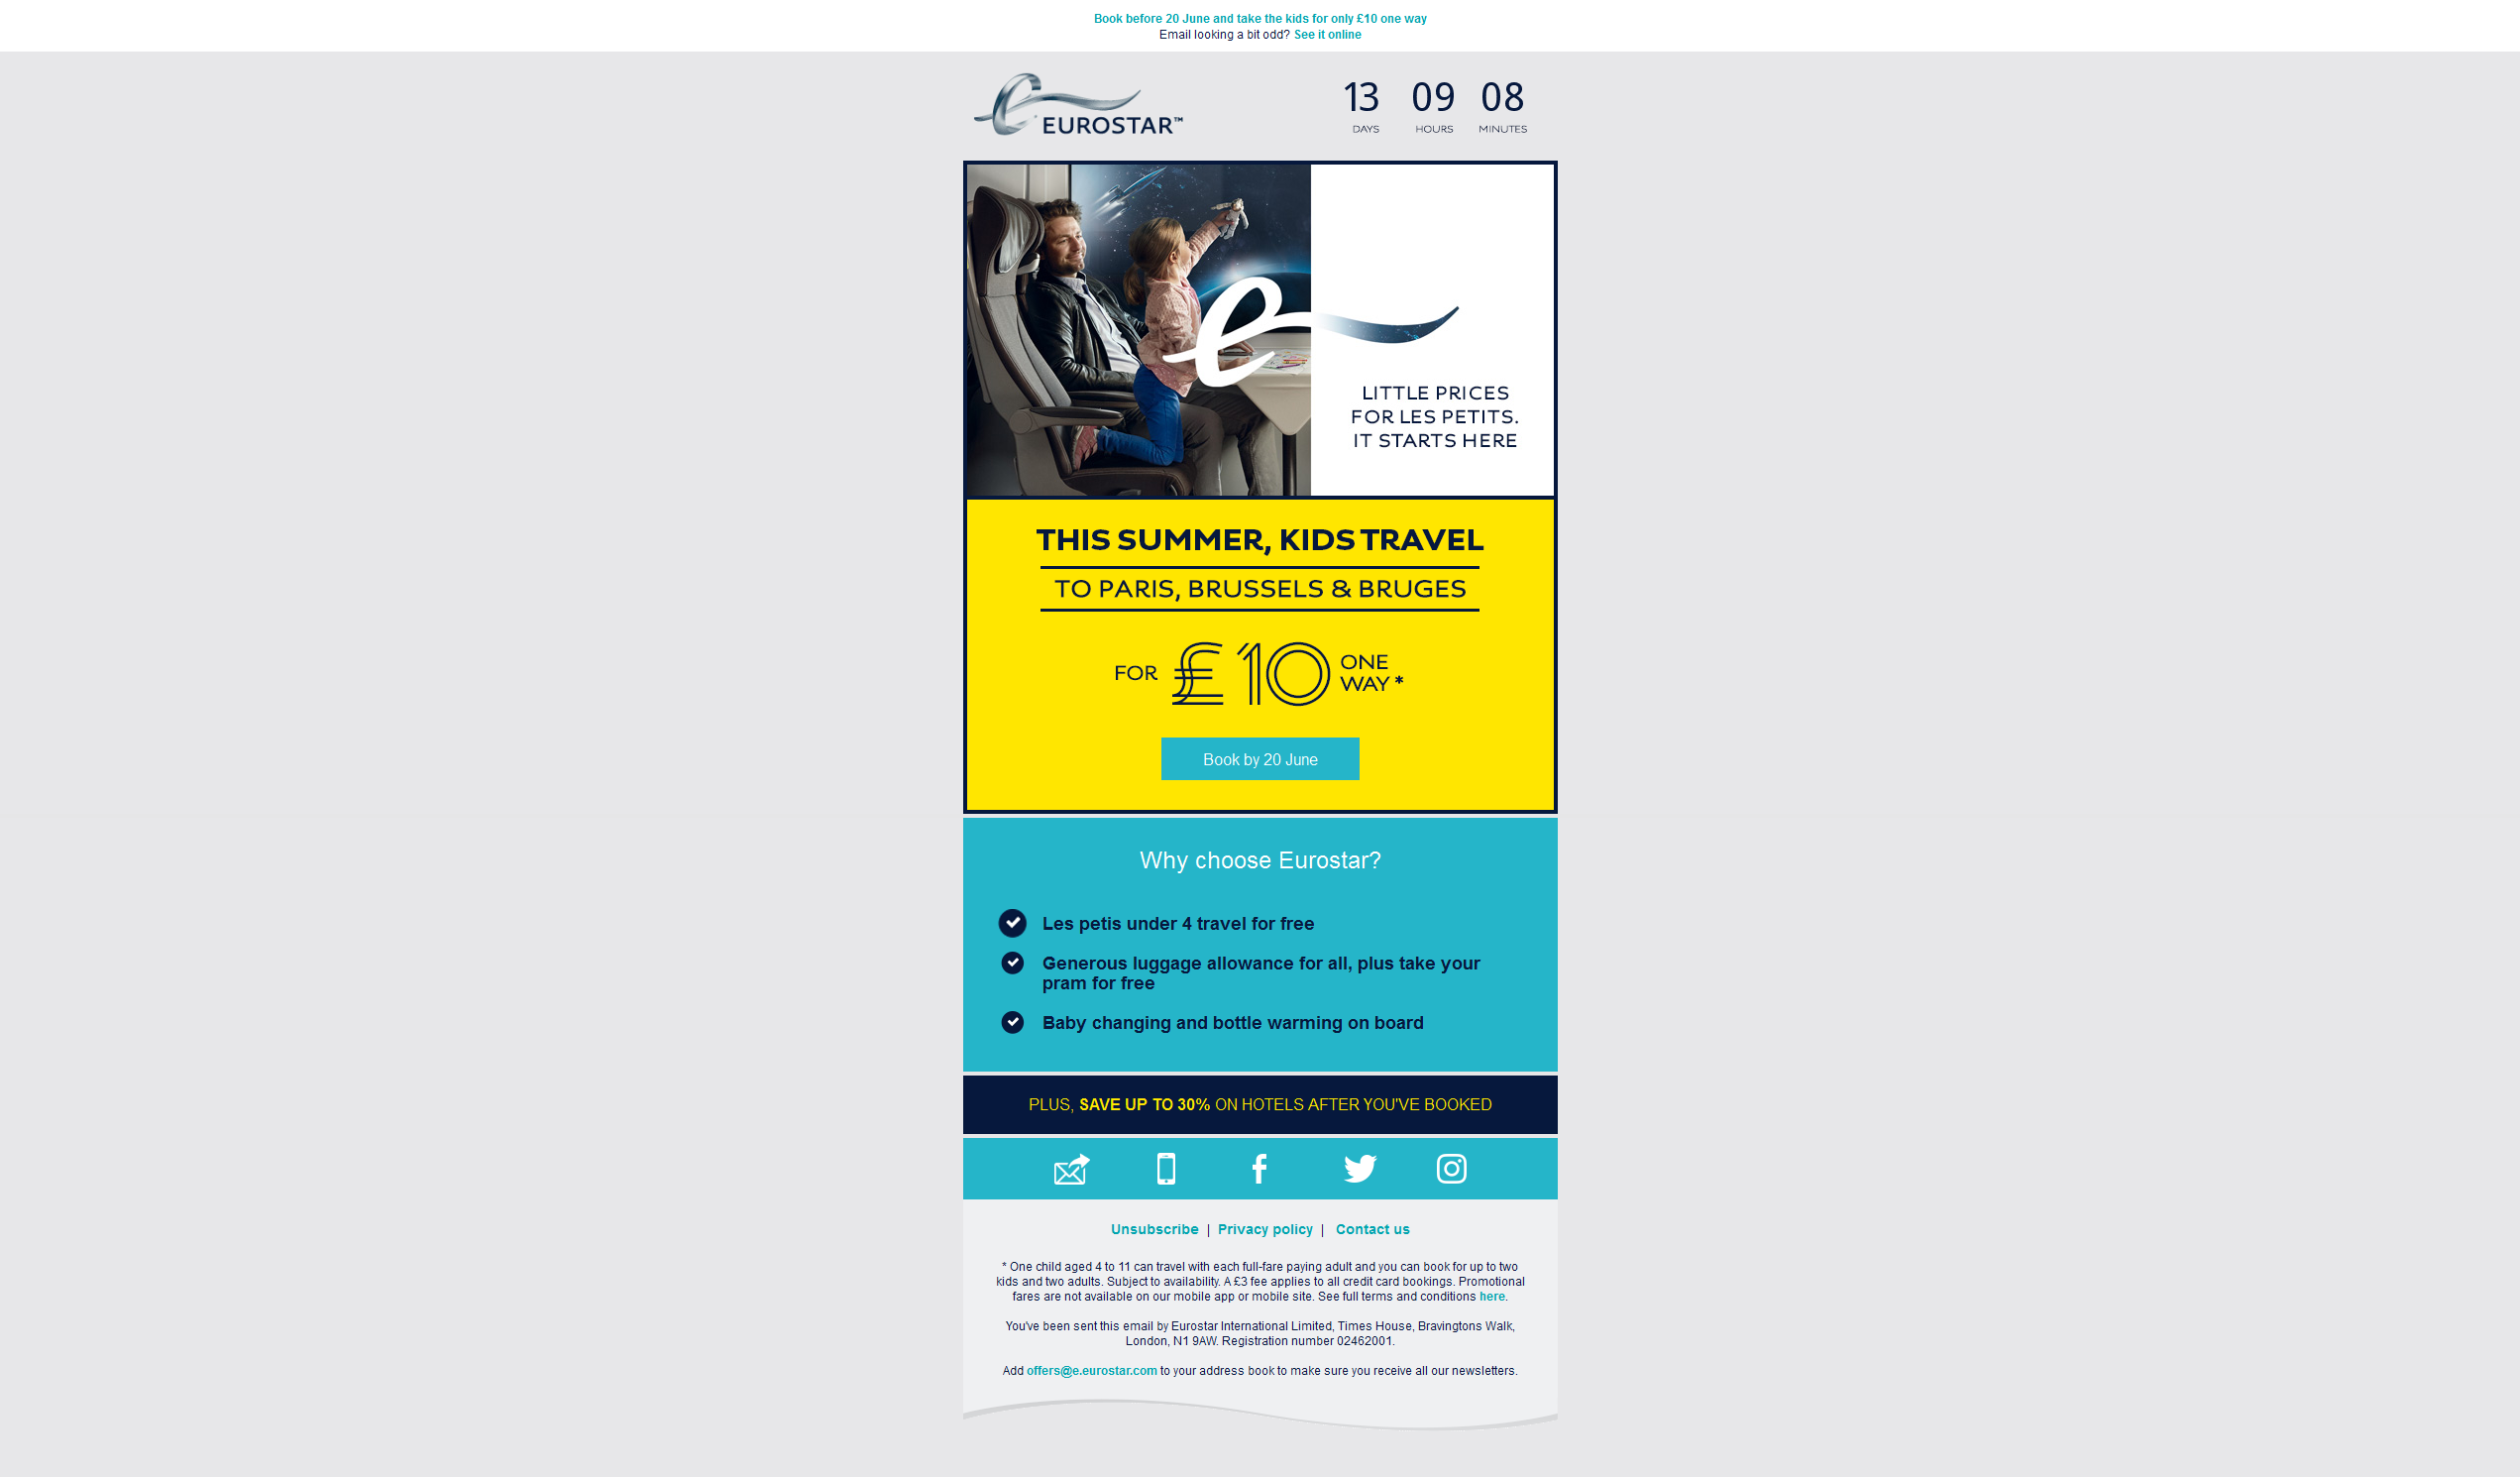 Book before 20 June and take the kids for only £10 one way
Email looking a bit odd? See it online
EUROSTAR™
13 09 08
DAYS HOURS MINUTES
LITTLE PRICES
FOR LES PETITS.
IT STARTS HERE
THIS SUMMER, KIDS TRAVEL
TO PARIS, BRUSSELS & BRUGES
FOR £10 ONE WAY*
Book by 20 June
Why choose Eurostar?
Les petis under 4 travel for free
Generous luggage allowance for all, plus take your
pram for free
Baby changing and bottle warming on board
PLUS, SAVE UP TO 30% ON HOTELS AFTER YOU'VE BOOKED
Unsubscribe | Privacy policy | Contact us
* One child aged 4 to 11 can travel with each full-fare paying adult and you can book for up to two
kids and two adults. Subject to availability. A £3 fee applies to all credit card bookings. Promotional
fares are not available on our mobile app or mobile site. See full terms and conditions here.
You've been sent this email by Eurostar International Limited, Times House, Bravingtons Walk,
London, N1 9AW. Registration number 02462001.
Add offers@e.eurostar.com to your address book to make sure you receive all our newsletters.